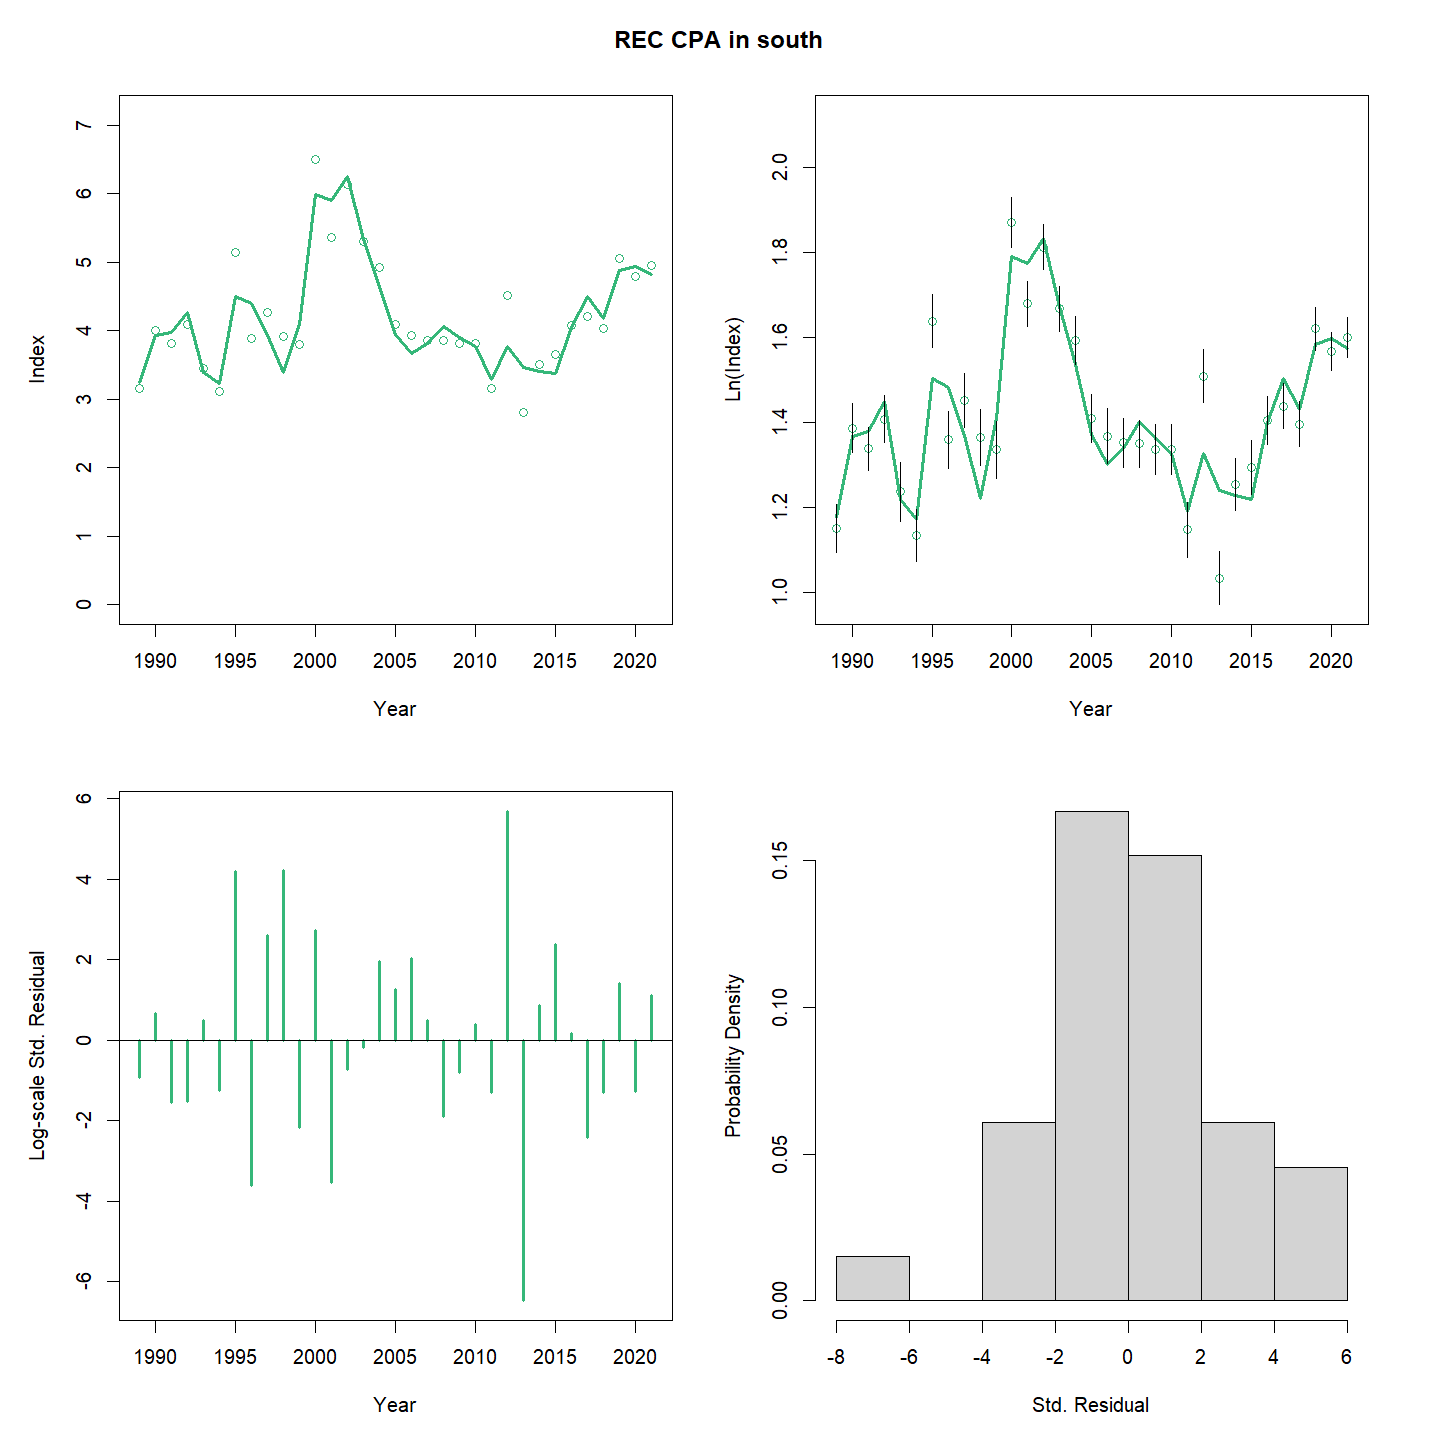 REC CPA in south
Index
7
6
5
4
3
2
1
0
1990 1995 2000 2005 2010 2015 2020
Year
Ln(Index)
2.0
1.8
1.6
1.4
1.2
1.0
1990 1995 2000 2005 2010 2015 2020
Year
Log-scale Std. Residual
6
4
2
0
-2
-4
-6
1990 1995 2000 2005 2010 2015 2020
Year
Probability Density
0.15
0.10
0.05
0.00
-8 -6 -4 -2 0 2 4 6
Std. Residual